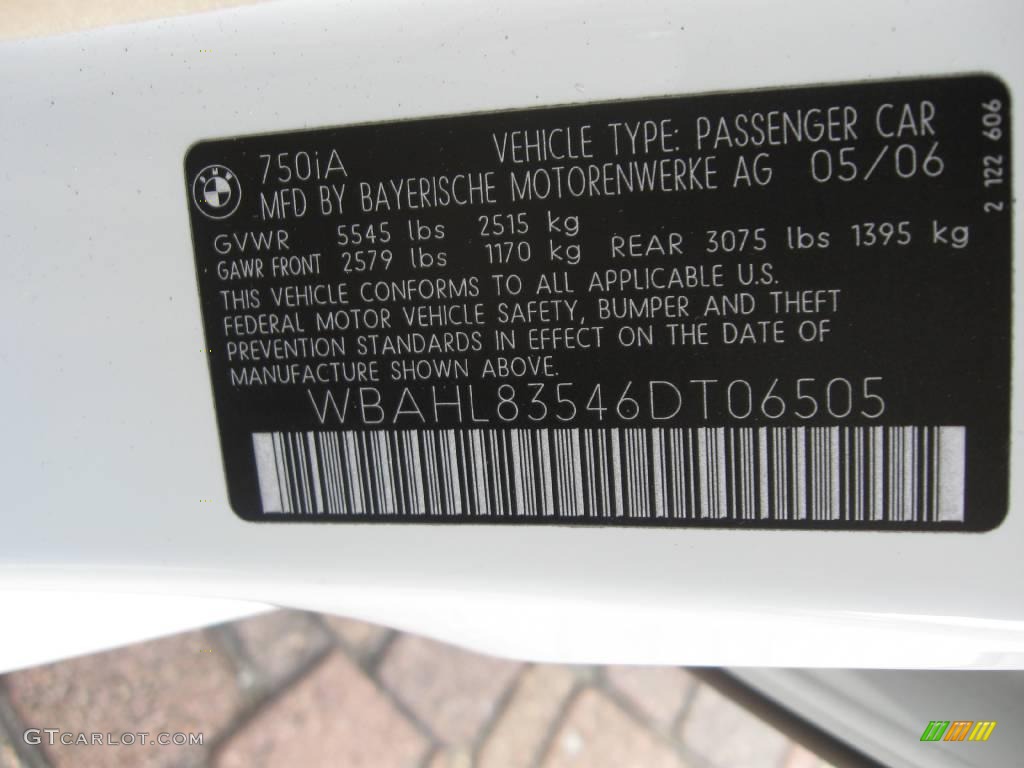 BMW
750iA
VEHICLE TYPE: PASSENGER CAR
MFD BY BAYERISCHE MOTORENWERKE AG 05/06
GVWR 5545 lbs 2515 kg
GAWR FRONT 2579 lbs 1170 kg REAR 3075 lbs 1395 kg
THIS VEHICLE CONFORMS TO ALL APPLICABLE U.S.
FEDERAL MOTOR VEHICLE SAFETY, BUMPER AND THEFT
PREVENTION STANDARDS IN EFFECT ON THE DATE OF
MANUFACTURE SHOWN ABOVE.
WBAHL83546DT06505
2 122 606
GTCARLOT.COM